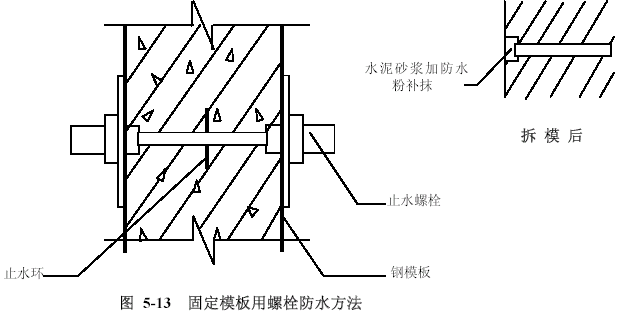 水泥砂浆加防水
粉补抹
拆模后
止水螺栓
止水环
钢模板
图 5-13 固定模板用螺栓防水方法